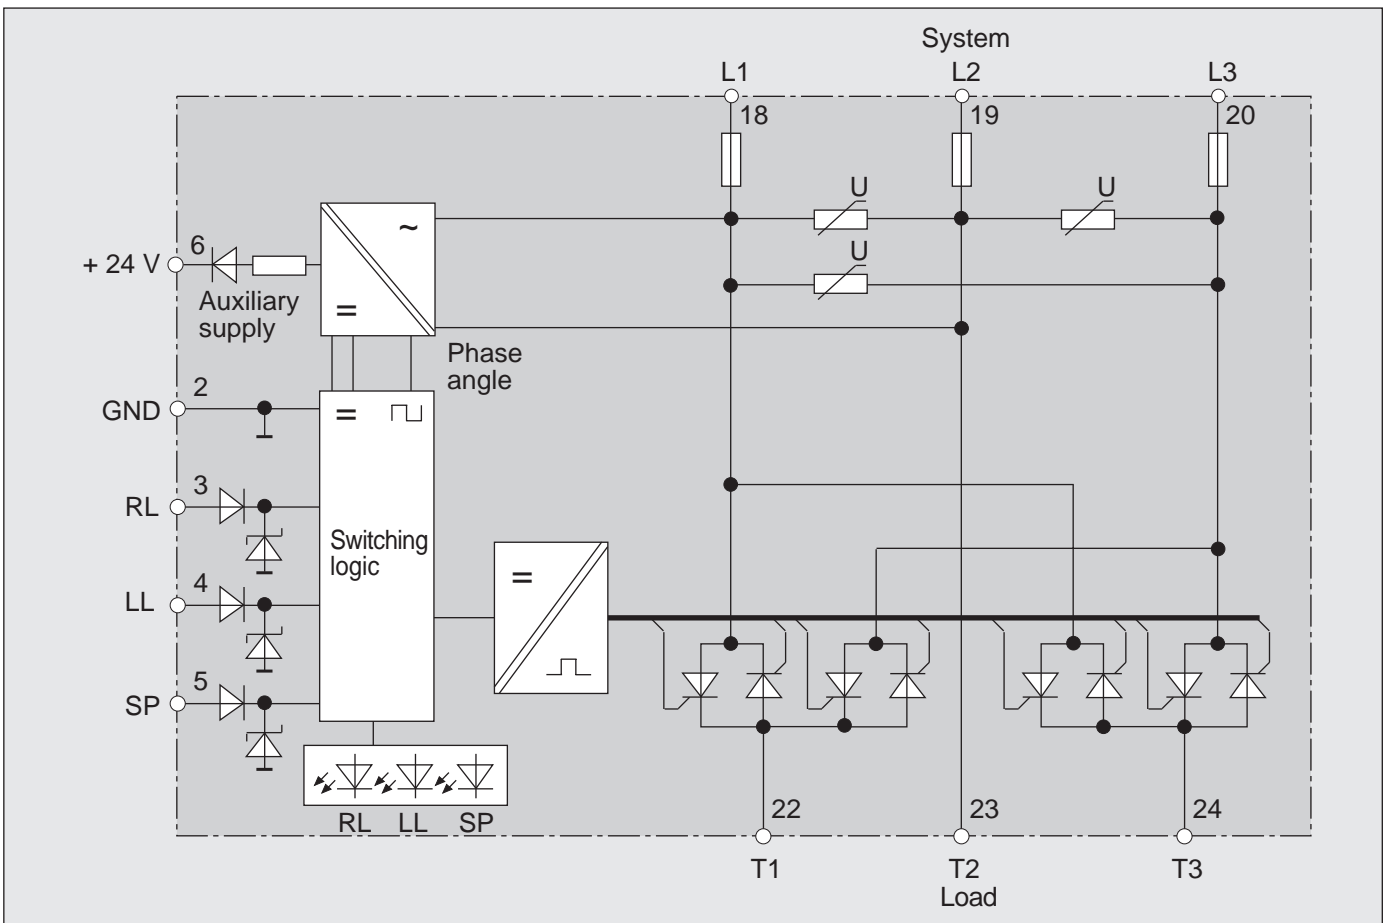 System
L1 L2 L3
18 19 20
U U
6
+ 24 V
~
=
U
Auxiliary
supply
Phase
angle
2
GND
=
3
RL
Switching
logic
4
LL
=
5
SP
RL LL SP
22 23 24
T1 T2 T3
Load